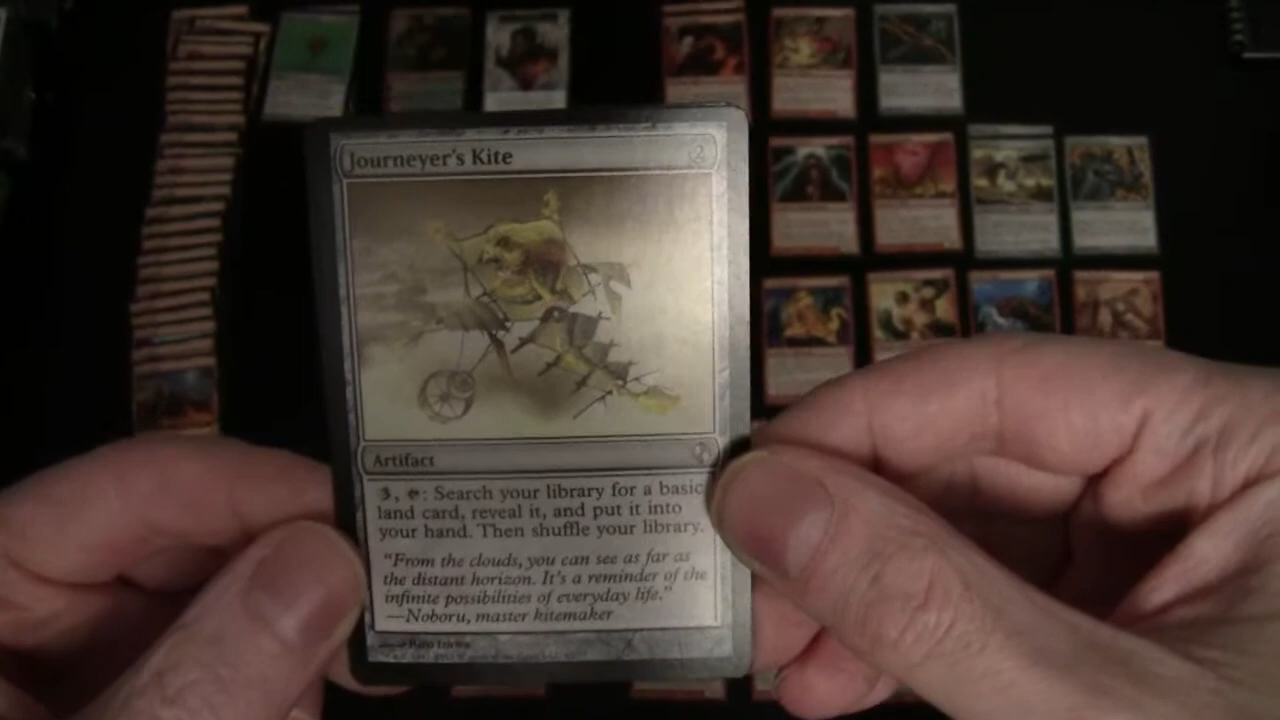 Journeyer's Kite 2
Artifact
3, : Search your library for a basic
land card, reveal it, and put it into
your hand. Then shuffle your library.
"From the clouds, you can see as far as
the distant horizon. It's a reminder of the
infinite possibilities of everyday life."
—Noboru, master kitemaker